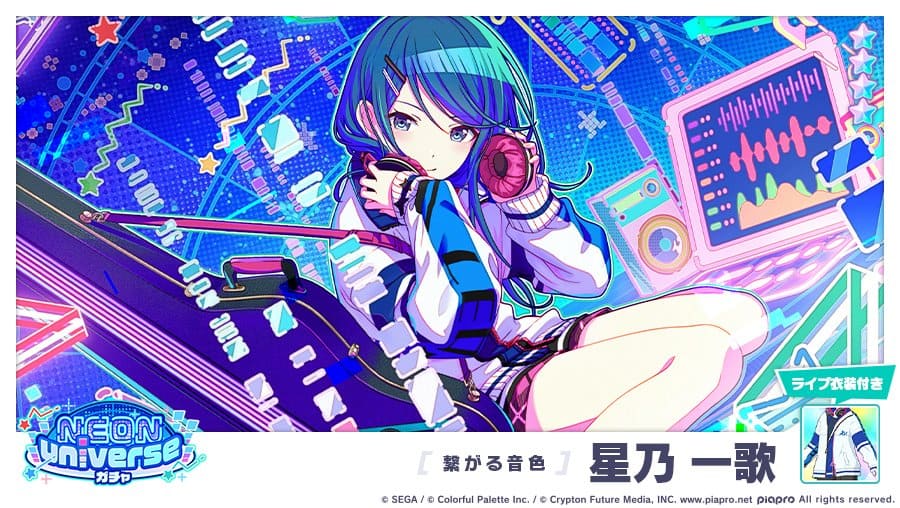 ライブ衣装付き
NEON
universe
ガチャ
[ 繋がる音色 ] 星乃 一歌
© SEGA / © Colorful Palette Inc. / © Crypton Future Media, INC. www.piapro.net piapro All rights reserved.